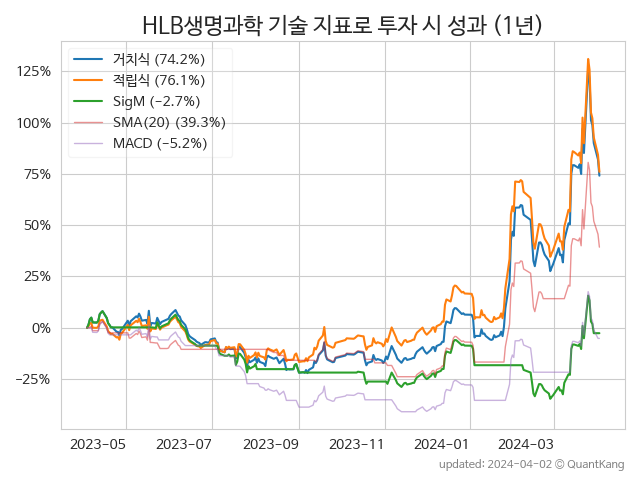 HLB생명과학 기술 지표로 투자 시 성과 (1년)
거치식 (74.2%)
적립식 (76.1%)
SigM (−2.7%)
SMA(20) (39.3%)
MACD (−5.2%)
125%
100%
75%
50%
25%
0%
−25%
2023-05
2023-07
2023-09
2023-11
2024-01
2024-03
updated: 2024-04-02 © QuantKang